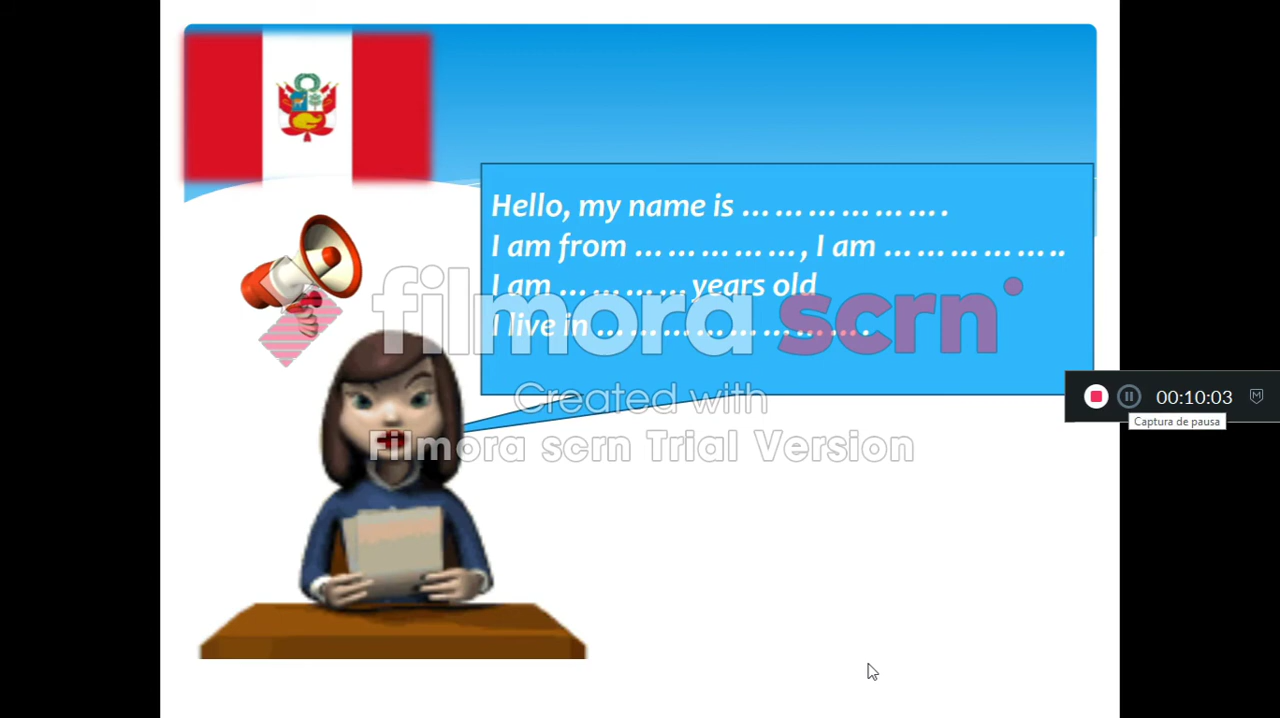 Hello, my name is ………………….
I am from ……………, I am ………………..
I am ………… years old
I live in …………………….
filmora scrn
Created with
Filmora scrn Trial Version
00:10:03
Captura de pausa